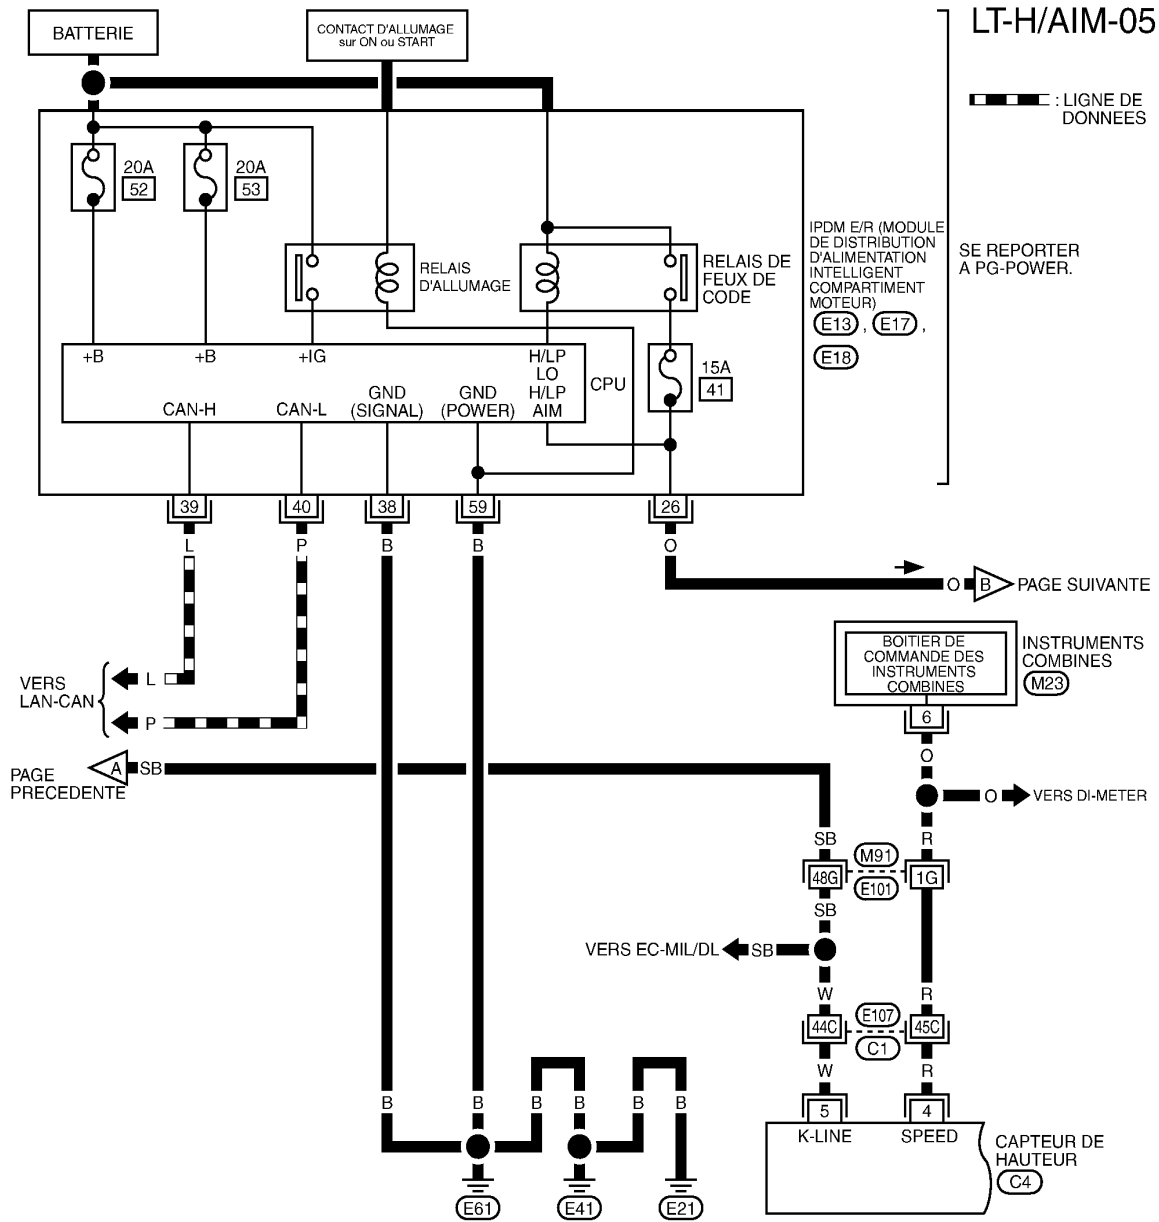 LT-H/AIM-05
BATTERIE
CONTACT D'ALLUMAGE
sur ON ou START
: LIGNE DE
DONNEES
20A
52
20A
53
IPDM E/R (MODULE
DE DISTRIBUTION
D'ALIMENTATION
INTELLIGENT
COMPARTIMENT
MOTEUR)
E13 , E17 ,
E18
SE REPORTER
A PG-POWER.
RELAIS
D'ALLUMAGE
RELAIS DE
FEUX DE
CODE
+B
+B
+IG
H/LP
LO
H/LP
AIM
CPU
15A
41
CAN-H
CAN-L
GND
(SIGNAL)
GND
(POWER)
39
40
38
59
26
L
P
B
B
O
O
B
PAGE SUIVANTE
BOITIER DE
COMMANDE DES
INSTRUMENTS
COMBINES
INSTRUMENTS
COMBINES
M23
6
VERS
LAN-CAN
L
P
PAGE
PRECEDENTE
A
SB
O
O
VERS DI-METER
SB
R
M91
48G
1G
E101
SB
VERS EC-MIL/DL
SB
W
R
E107
44C
45C
C1
W
R
B
B
B
B
B
B
5
4
K-LINE
SPEED
CAPTEUR DE
HAUTEUR
C4
E61
E41
E21